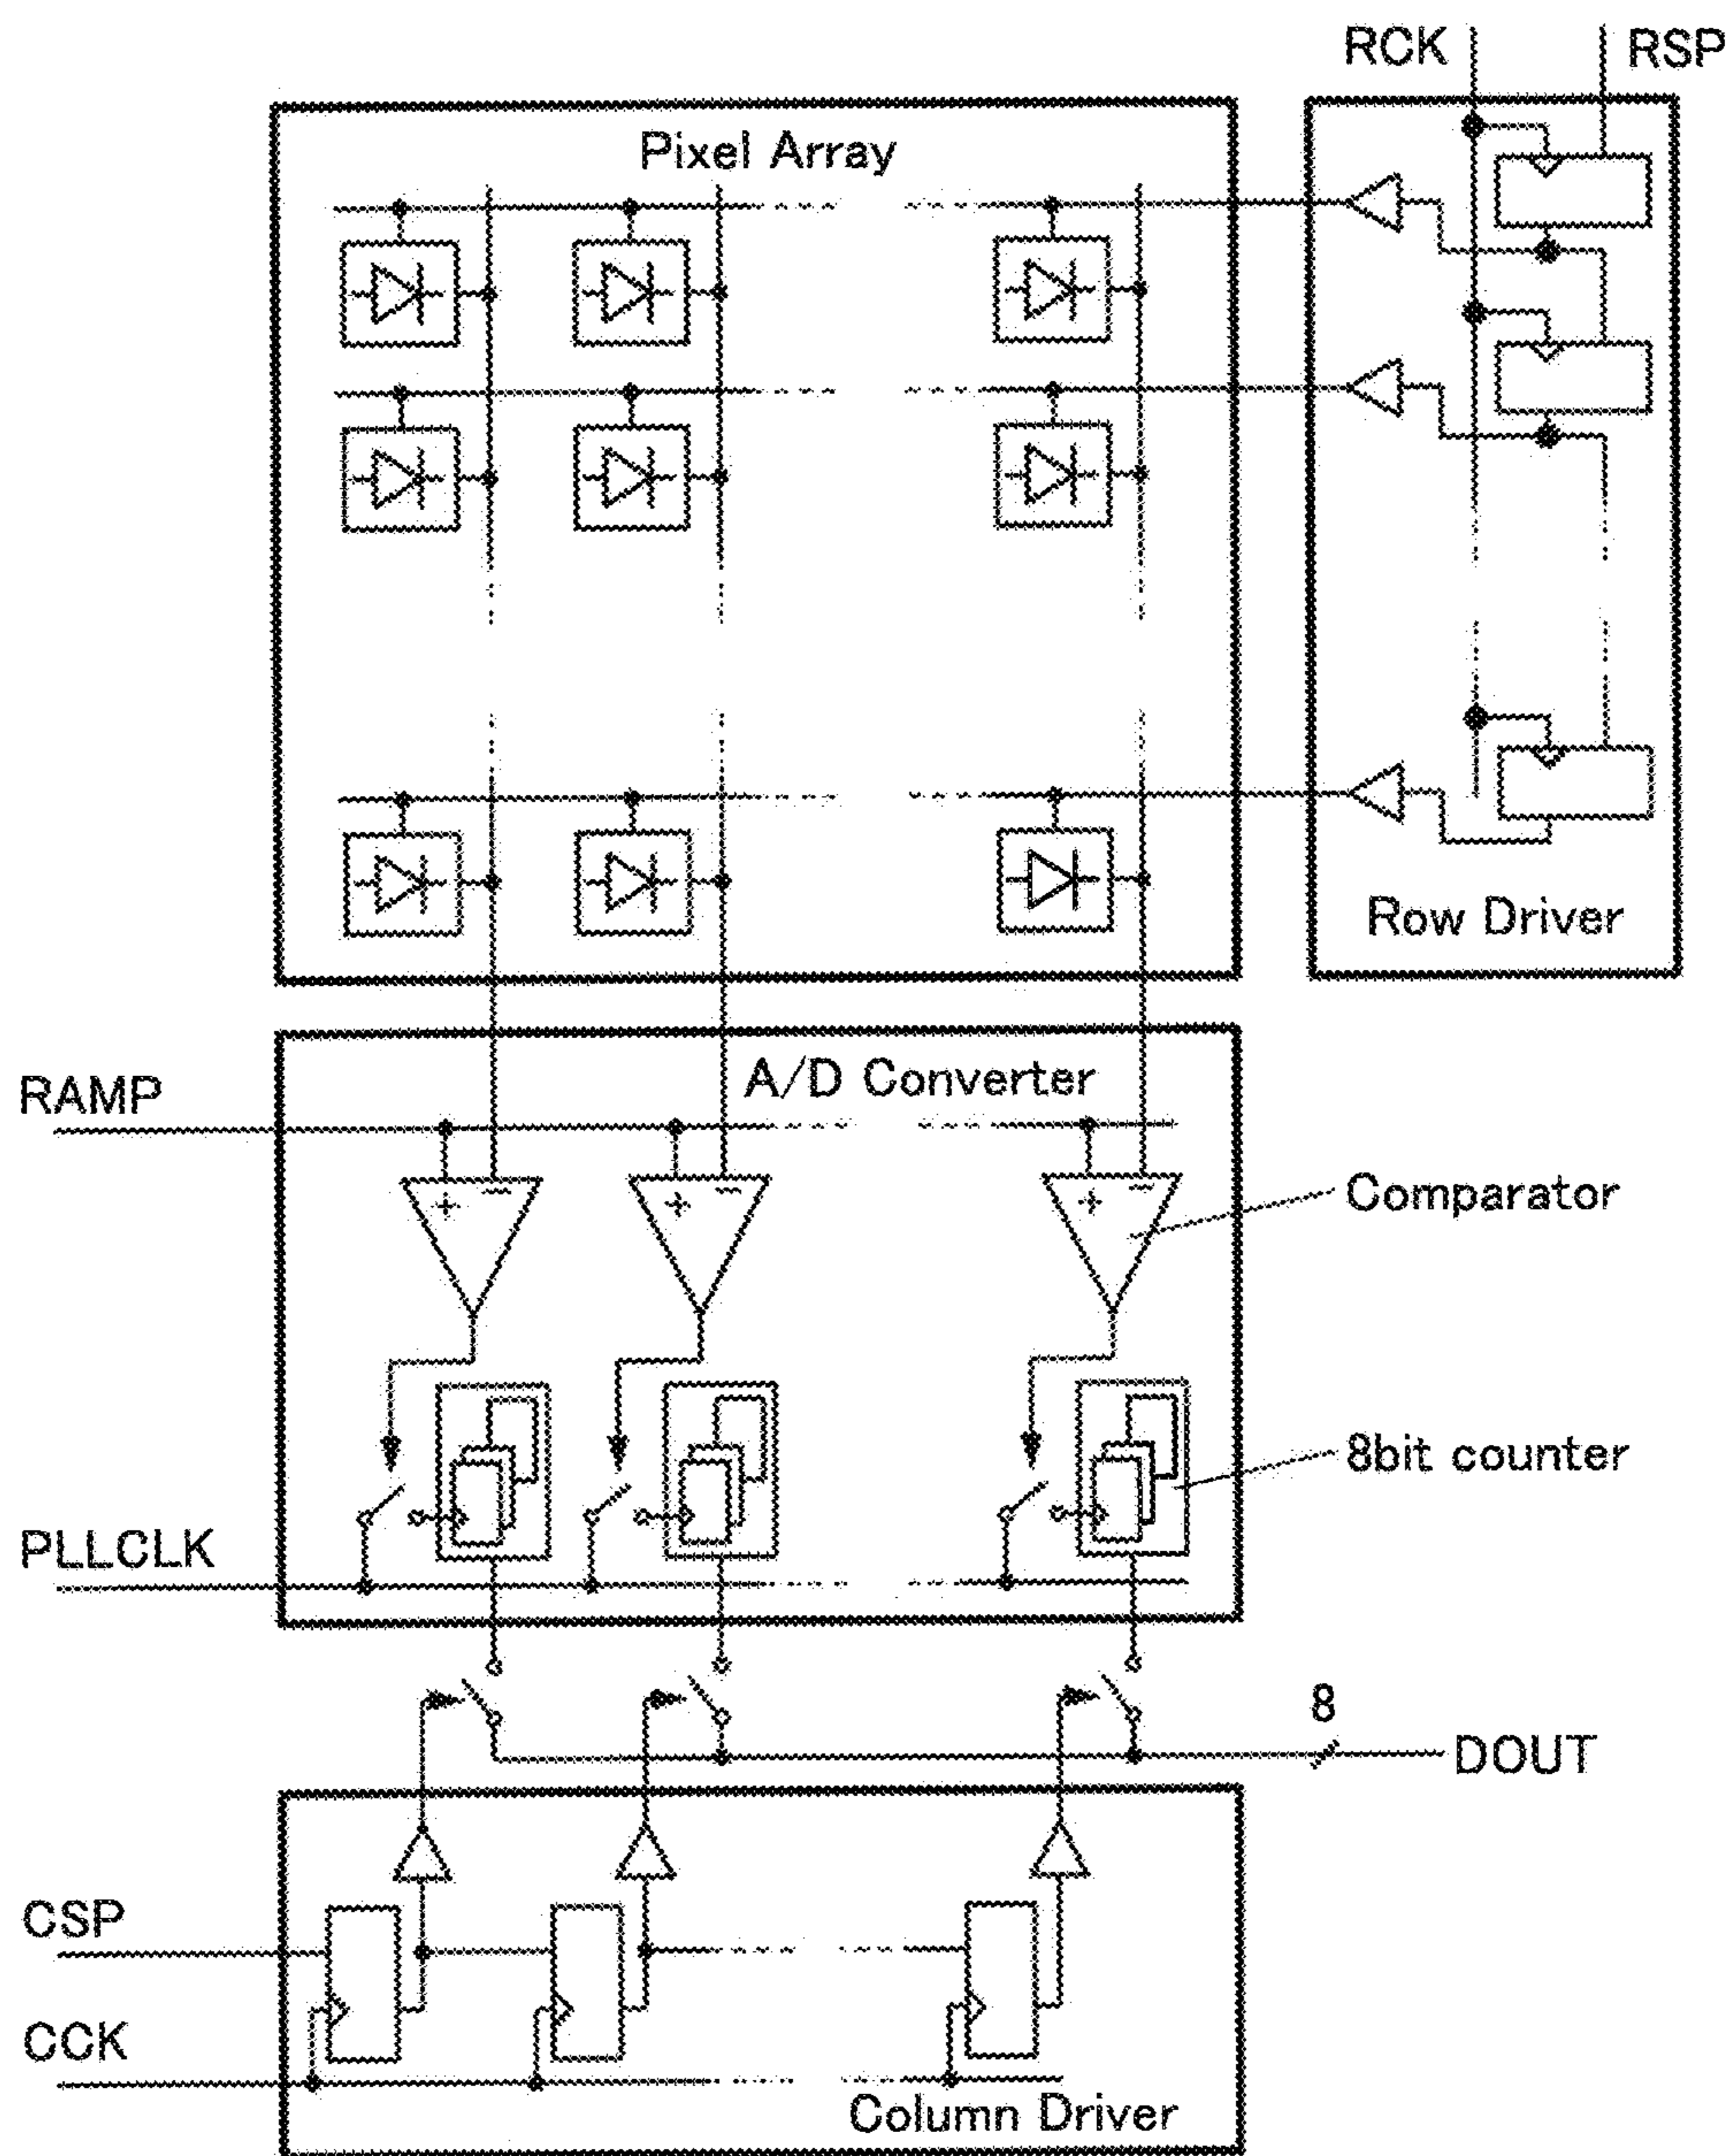 RCK
RSP
Pixel Array
Row Driver
A/D Converter
RAMP
+ −
+ −
+ −
Comparator
8bit counter
PLLCLK
8
DOUT
CSP
CCK
Column Driver